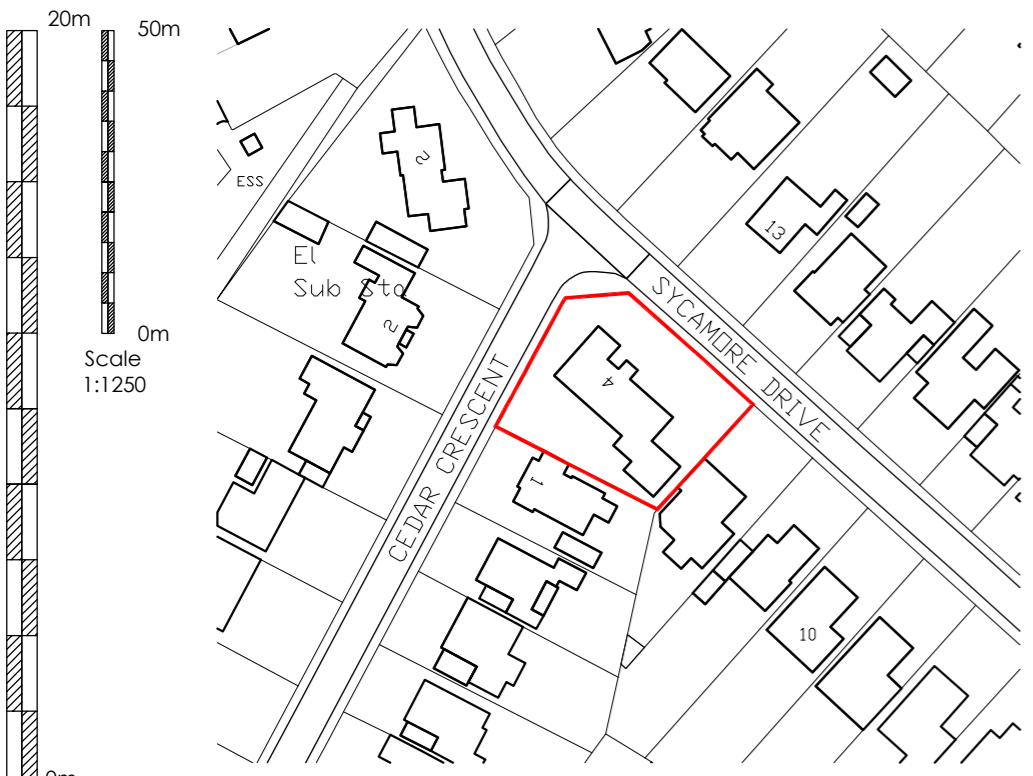 20m
50m
0m
Scale
1:1250
0m
ESS
El
Sub Sta
2
2
4
1
13
10
SYCAMORE DRIVE
CEDAR CRESCENT